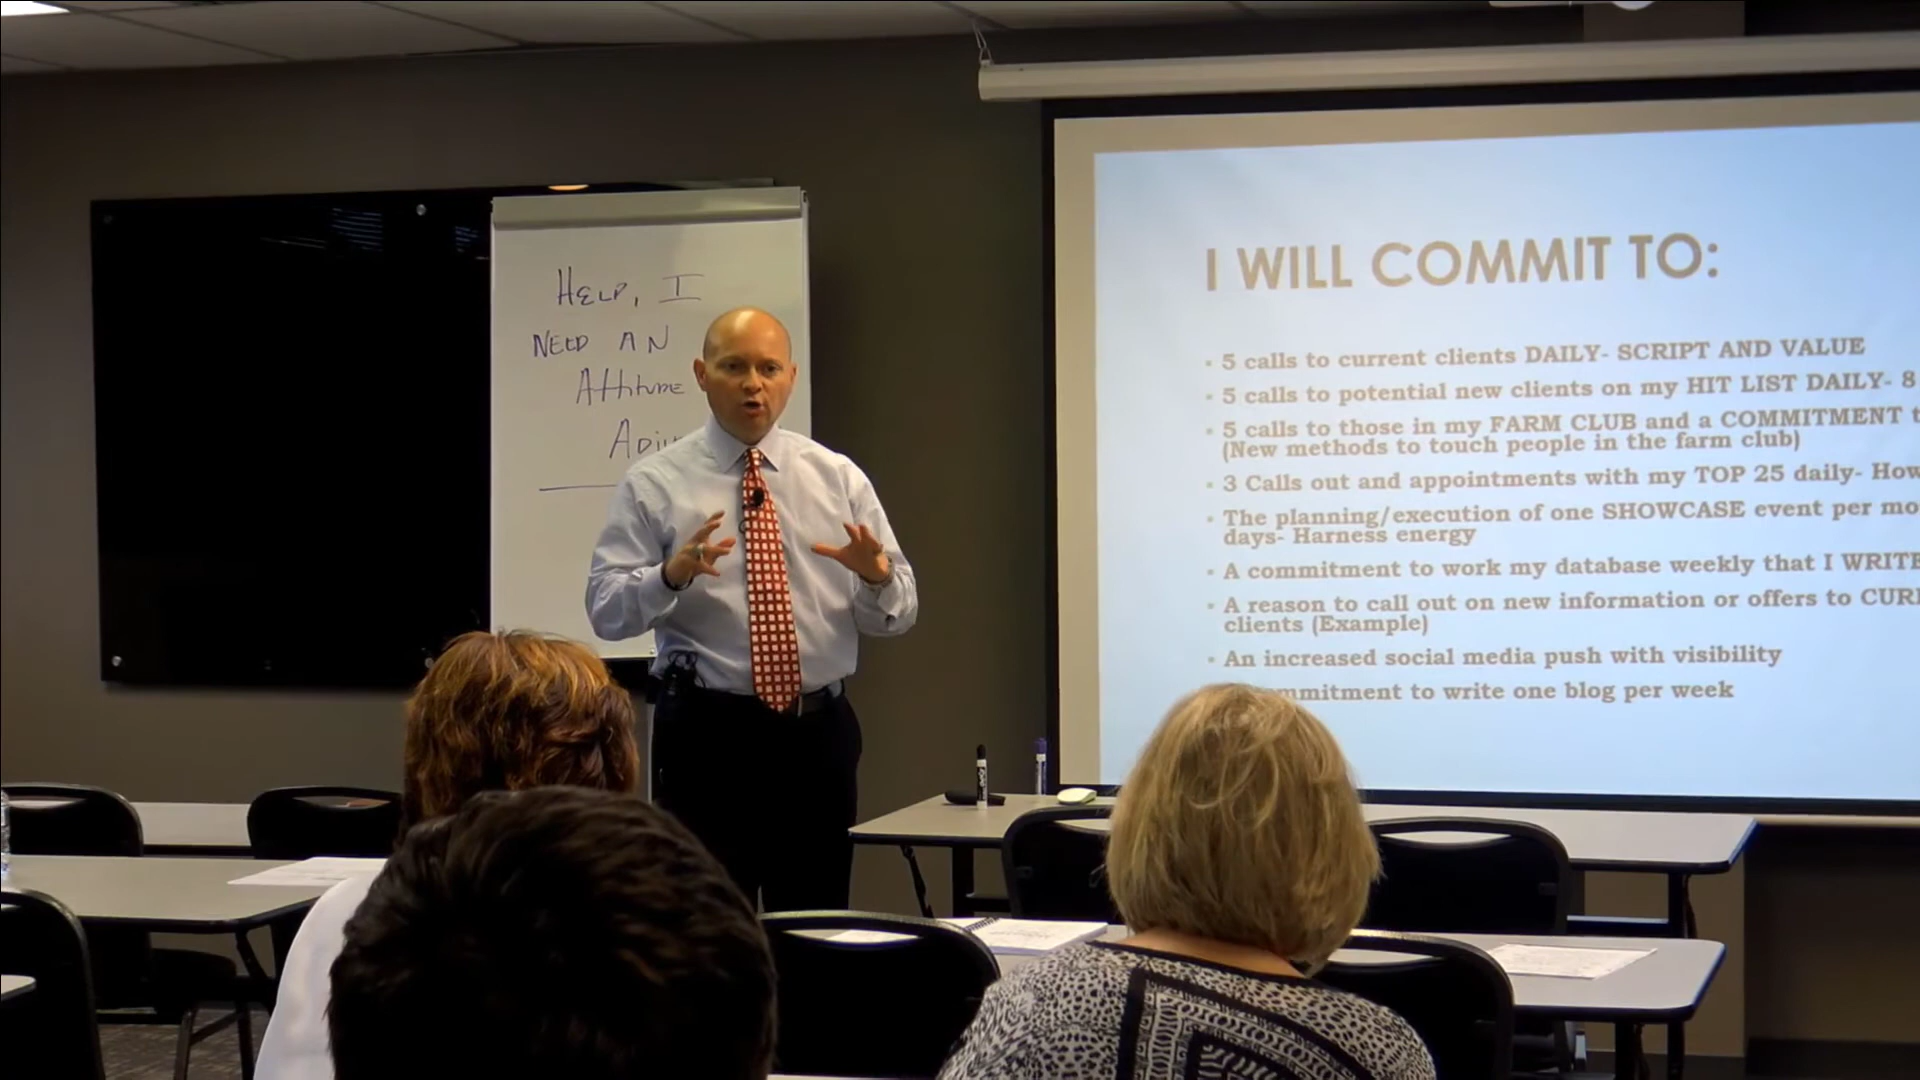 HELP, I
NEED AN
Attitude
I WILL COMMIT TO:
5 calls to current clients DAILY- SCRIPT AND VALUE
5 calls to potential new clients on my HIT LIST DAILY- 8
5 calls to those in my FARM CLUB and a COMMITMENT
(New methods to touch people in the farm club)
3 Calls out and appointments with my TOP 25 daily- How
The planning/execution of one SHOWCASE event per
days- Harness energy
A commitment to work my database weekly that I WRITE
A reason to call out on new information or offers to
clients (Example)
An increased social media push with visibility
to write one blog per week